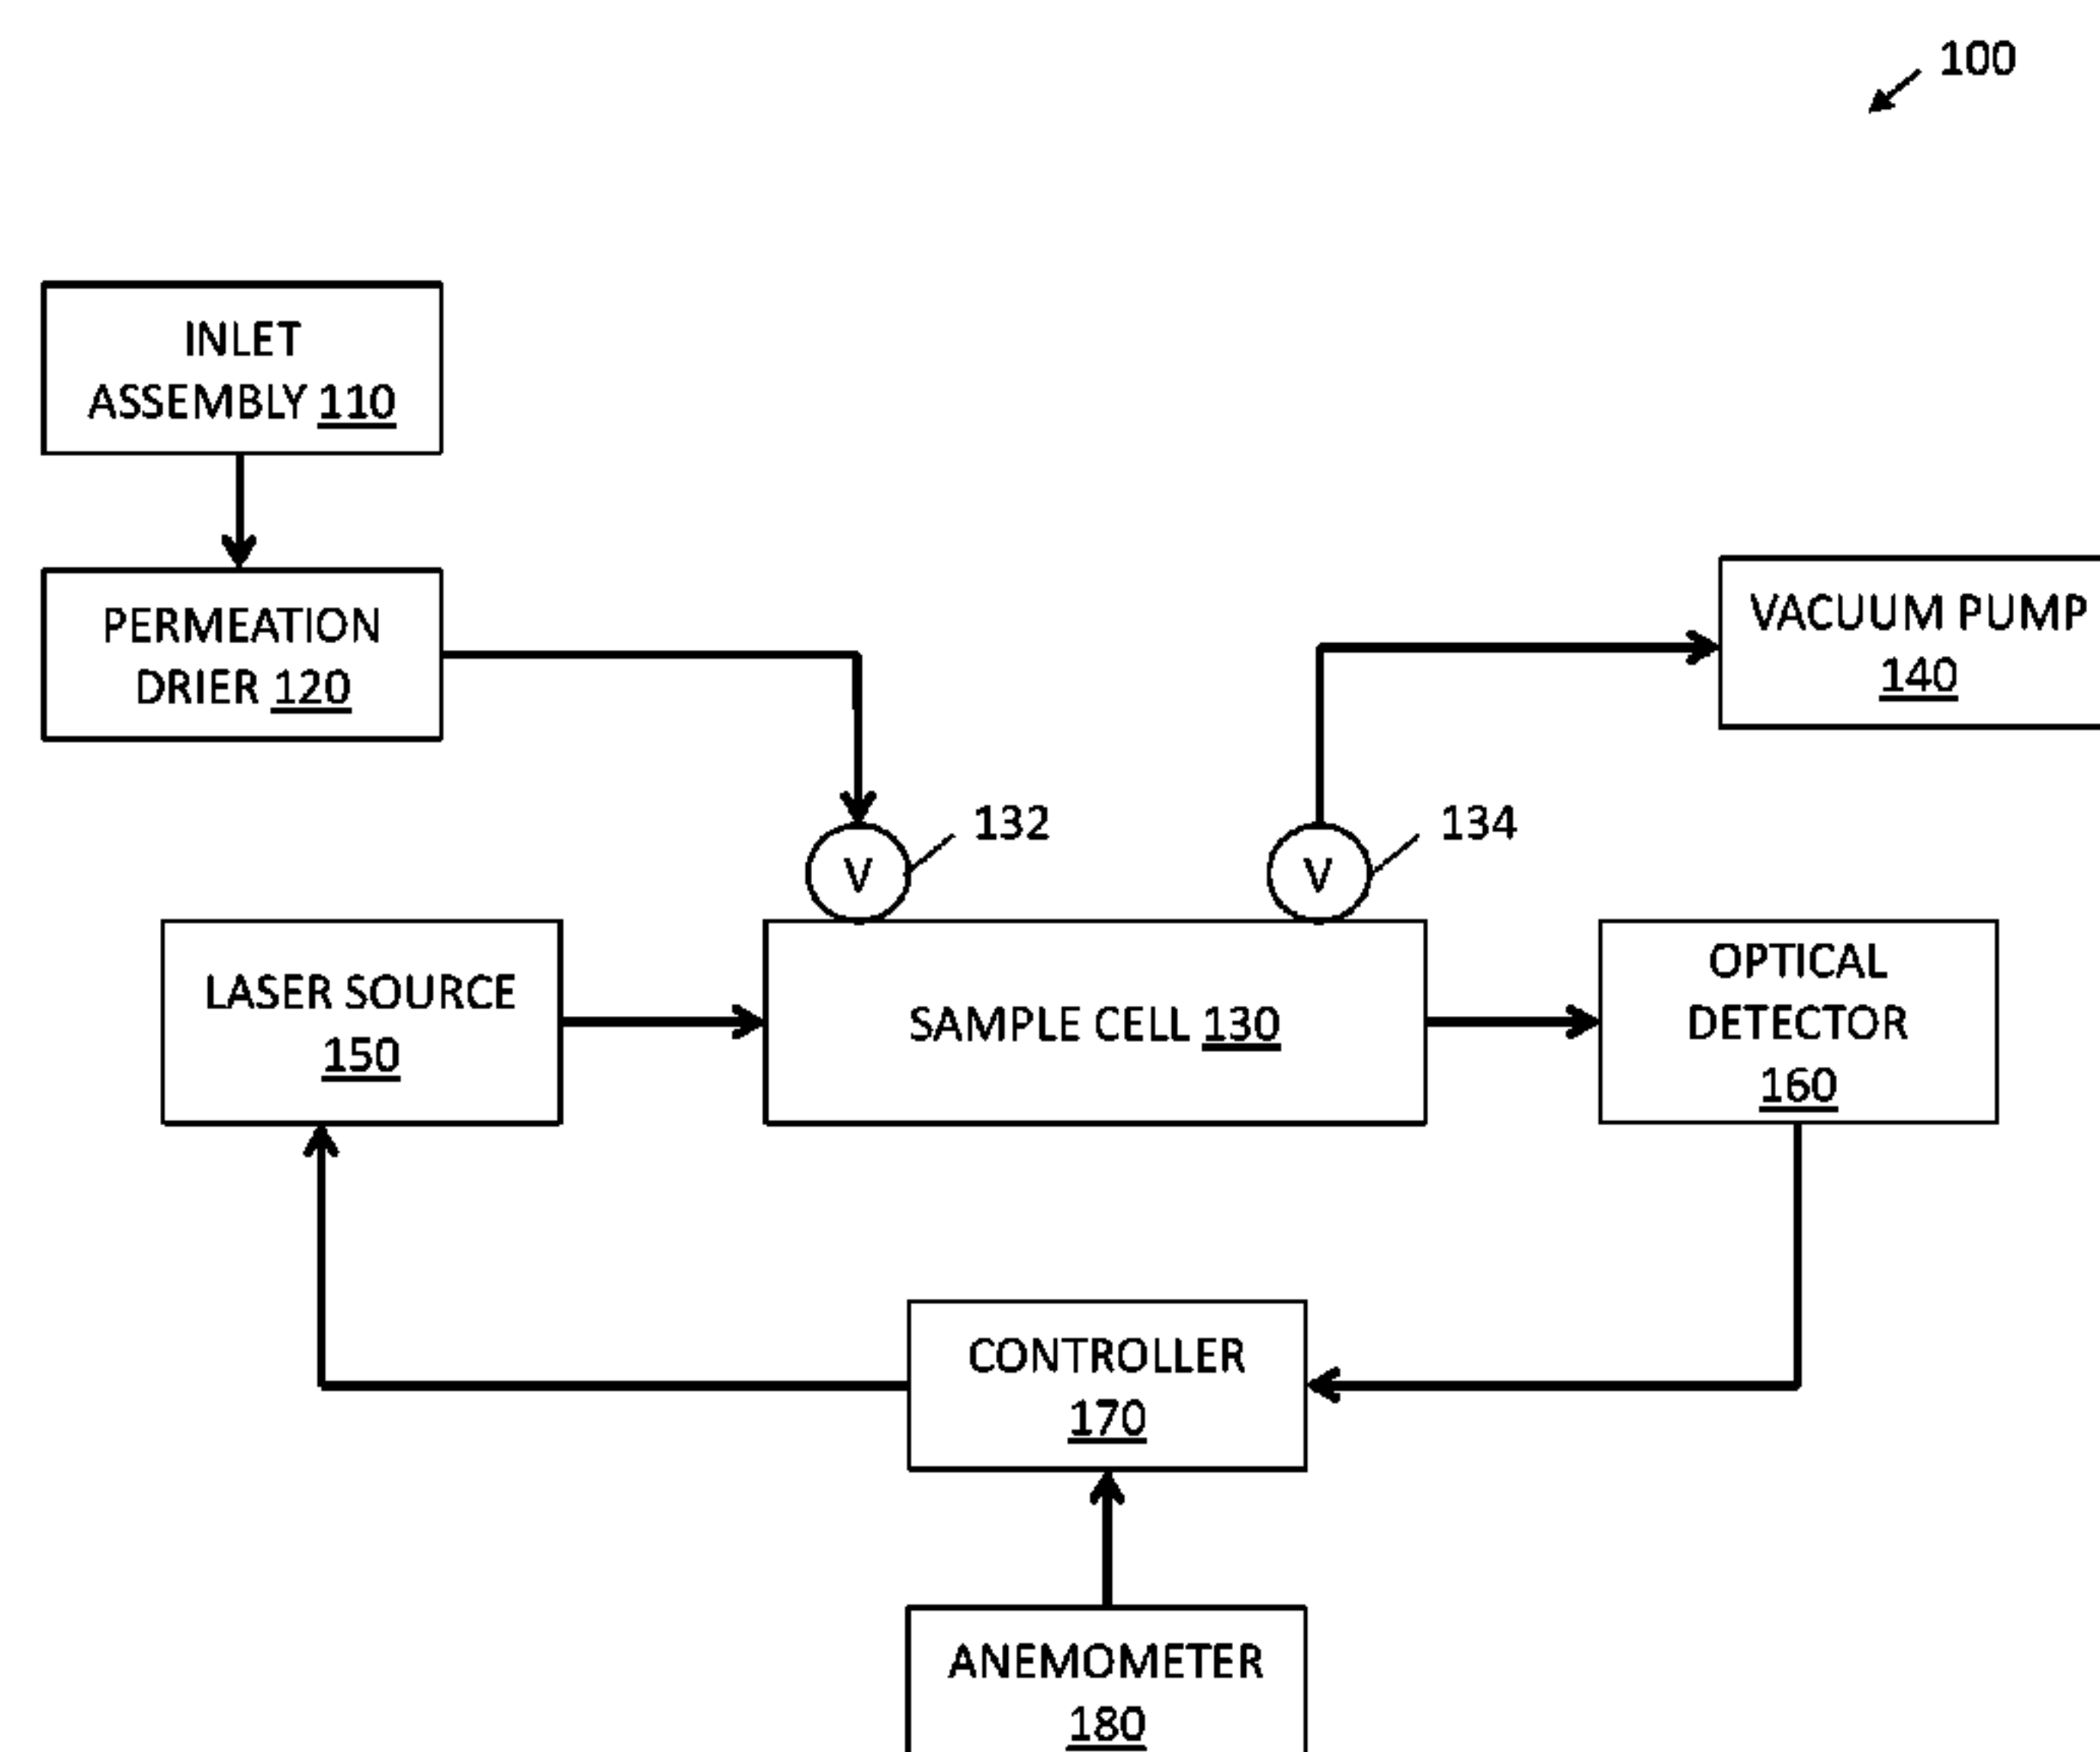 100
INLET
ASSEMBLY 110
PERMEATION
DRIER 120
VACUUM PUMP
140
132
134
V
V
LASER SOURCE
150
SAMPLE CELL 130
OPTICAL
DETECTOR
160
CONTROLLER
170
ANEMOMETER
180